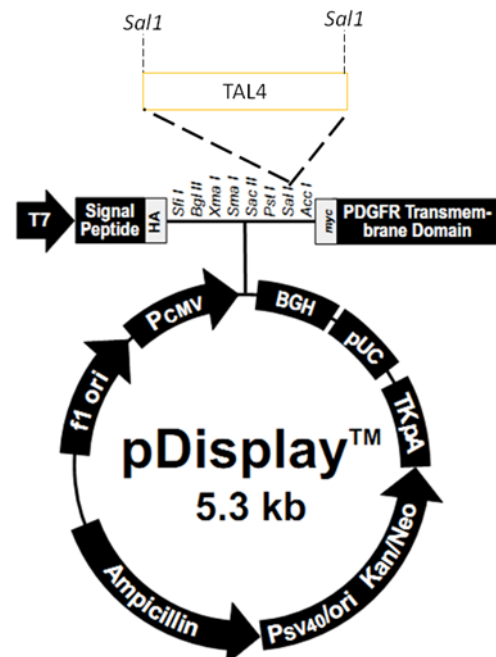 Sal1 Sal1
TAL4
T7
Signal Peptide
HA
Sfi I
Bgl II
Xma I
Sma I
Sac II
Pst I
Sal I
Acc I
myc
PDGFR Transmem-
brane Domain
PCMV
BGH
pUC
TKpA
f1 ori
pDisplay™
5.3 kb
Ampicillin
PSV40/ori
Kan/Neo